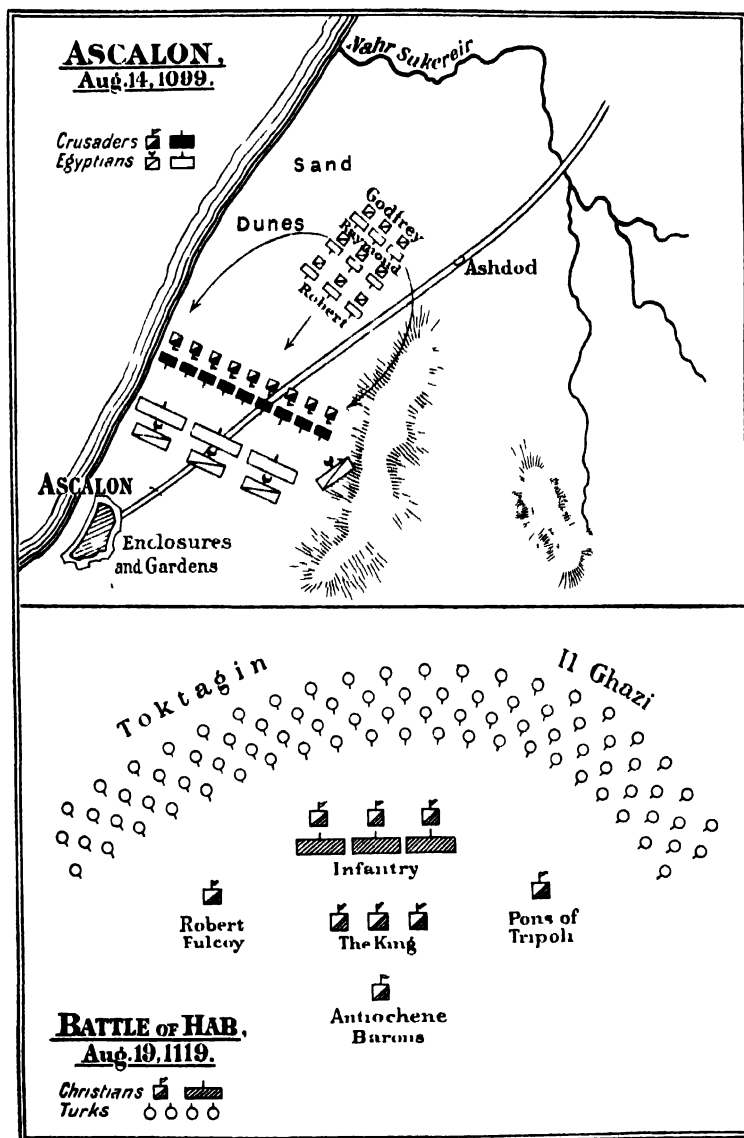 ASCALON,
Aug. 14, 1099.
Crusaders
Egyptians
Nahr Sukereir
Sand
Dunes
Godfrey
Raymond
Robert
Ashdod
ASCALON
Enclosures
and Gardens
Toktagin
Il Ghazi
Infantry
Robert
Fulcoy
The King
Pons of
Tripoli
Antiochene
Barons
BATTLE OF HAB,
Aug. 19, 1119.
Christians
Turks